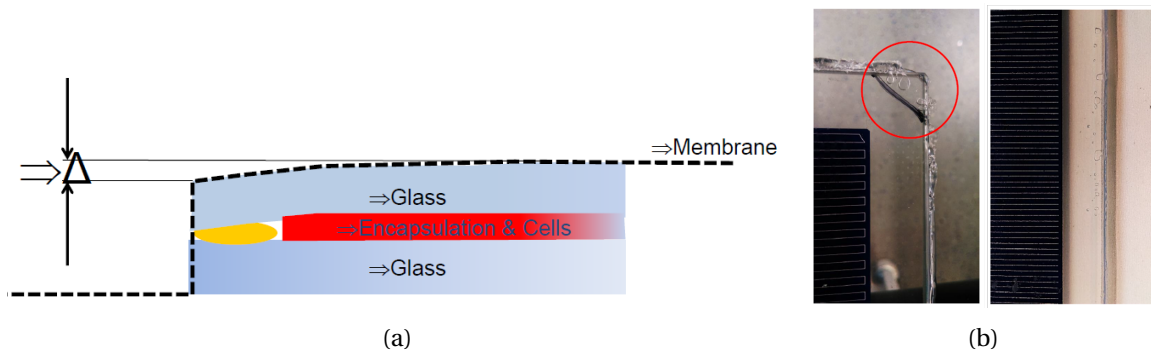 ⇒Membrane
⇒Δ
⇒Glass
⇒Encapsulation & Cells
⇒Glass
(a)
(b)